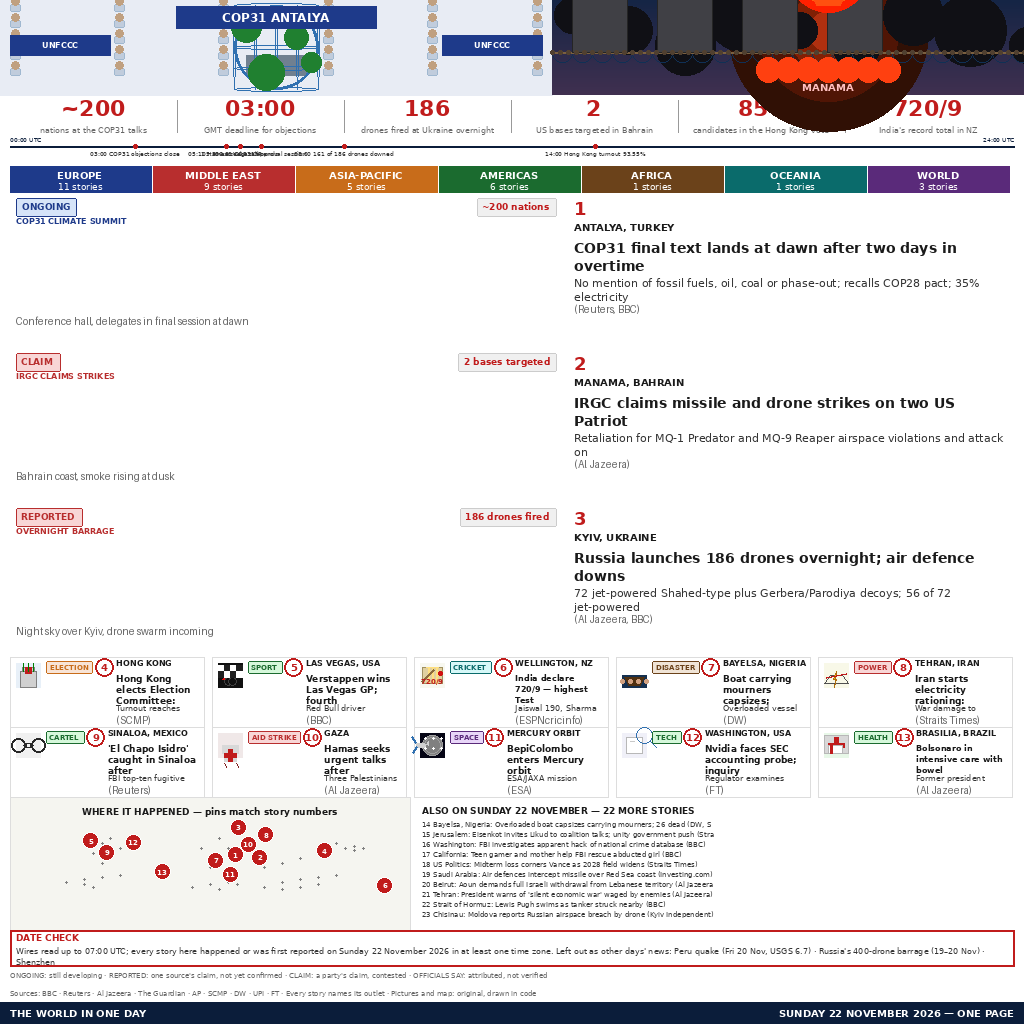 COP31 ANTALYA
UNFCCC
UNFCCC
MANAMA
~200
nations at the COP31 talks
03:00
GMT deadline for objections
186
drones fired at Ukraine overnight
2
US bases targeted in Bahrain
85
candidates in the Hong Kong
720/9
India's record total in NZ
00:00 UTC
24:00 UTC
03:00 COP31 objections close
161 of 186 drones downed
14:00 Hong Kong turnout 53.55%
EUROPE
11 stories
MIDDLE EAST
9 stories
ASIA-PACIFIC
5 stories
AMERICAS
6 stories
AFRICA
1 stories
OCEANIA
1 stories
WORLD
3 stories
ONGOING
COP31 CLIMATE SUMMIT
~200 nations
Conference hall, delegates in final session at dawn
1
ANTALYA, TURKEY
COP31 final text lands at dawn after two days in
overtime
No mention of fossil fuels, oil, coal or phase-out; recalls COP28 pact; 35%
electricity
(Reuters, BBC)
CLAIM
IRGC CLAIMS STRIKES
2 bases targeted
Bahrain coast, smoke rising at dusk
2
MANAMA, BAHRAIN
IRGC claims missile and drone strikes on two US
Patriot
Retaliation for MQ-1 Predator and MQ-9 Reaper airspace violations and attack
on
(Al Jazeera)
REPORTED
OVERNIGHT BARRAGE
186 drones fired
Night sky over Kyiv, drone swarm incoming
3
KYIV, UKRAINE
Russia launches 186 drones overnight; air defence
downs
72 jet-powered Shahed-type plus Gerbera/Parodiya decoys; 56 of 72
jet-powered
(Al Jazeera, BBC)
ELECTION
4
HONG KONG
Hong Kong
elects Election
Committee:
Turnout reaches
(SCMP)
SPORT
5
LAS VEGAS, USA
Verstappen wins
Las Vegas GP;
fourth
Red Bull driver
(BBC)
720/9
CRICKET
6
WELLINGTON, NZ
India declare
720/9 — highest
Test
Jaiswal 190, Sharma
(ESPNcricinfo)
DISASTER
7
BAYELSA, NIGERIA
Boat carrying
mourners
capsizes;
Overloaded vessel
(DW)
POWER
8
TEHRAN, IRAN
Iran starts
electricity
rationing:
War damage to
(Straits Times)
CARTEL
9
SINALOA, MEXICO
'El Chapo Isidro'
caught in Sinaloa
after
FBI top-ten fugitive
(Reuters)
AID STRIKE
10
GAZA
Hamas seeks
urgent talks
after
Three Palestinians
(Al Jazeera)
SPACE
11
MERCURY ORBIT
BepiColombo
enters Mercury
orbit
ESA/JAXA mission
(ESA)
TECH
12
WASHINGTON, USA
Nvidia faces SEC
accounting probe;
inquiry
Regulator examines
(FT)
HEALTH
13
BRASILIA, BRAZIL
Bolsonaro in
intensive care with
bowel
Former president
(Al Jazeera)
WHERE IT HAPPENED — pins match story numbers
3
5
12
8
9
10
4
7
1
2
13
11
6
ALSO ON SUNDAY 22 NOVEMBER — 22 MORE STORIES
14 Bayelsa, Nigeria: Overloaded boat capsizes carrying mourners; 26 dead (DW, S
15 Jerusalem: Eisenkot invites Likud to coalition talks; unity government push (Stra
16 Washington: FBI investigates apparent hack of national crime database (BBC)
17 California: Teen gamer and mother help FBI rescue abducted girl (BBC)
18 US Politics: Midterm loss corners Vance as 2028 field widens (Straits Times)
19 Saudi Arabia: Air defences intercept missile over Red Sea coast (Investing.com)
20 Beirut: Aoun demands full Israeli withdrawal from Lebanese territory (Al Jazeera
21 Tehran: President warns of 'silent economic war' waged by enemies (Al Jazeera)
22 Strait of Hormuz: Lewis Pugh swims as tanker struck nearby (BBC)
23 Chisinau: Moldova reports Russian airspace breach by drone (Kyiv Independent)
DATE CHECK
Wires read up to 07:00 UTC; every story here happened or was first reported on Sunday 22 November 2026 in at least one time zone. Left out as other days' news: Peru quake (Fri 20 Nov, USGS 6.7) · Russia's 400-drone barrage (19–20 Nov) ·
Shenzhen
ONGOING: still developing · REPORTED: one source's claim, not yet confirmed · CLAIM: a party's claim, contested · OFFICIALS SAY: attributed, not verified
Sources: BBC · Reuters · Al Jazeera · The Guardian · AP · SCMP · DW · UPI · FT · Every story names its outlet · Pictures and map: original, drawn in code
THE WORLD IN ONE DAY
SUNDAY 22 NOVEMBER 2026 — ONE PAGE